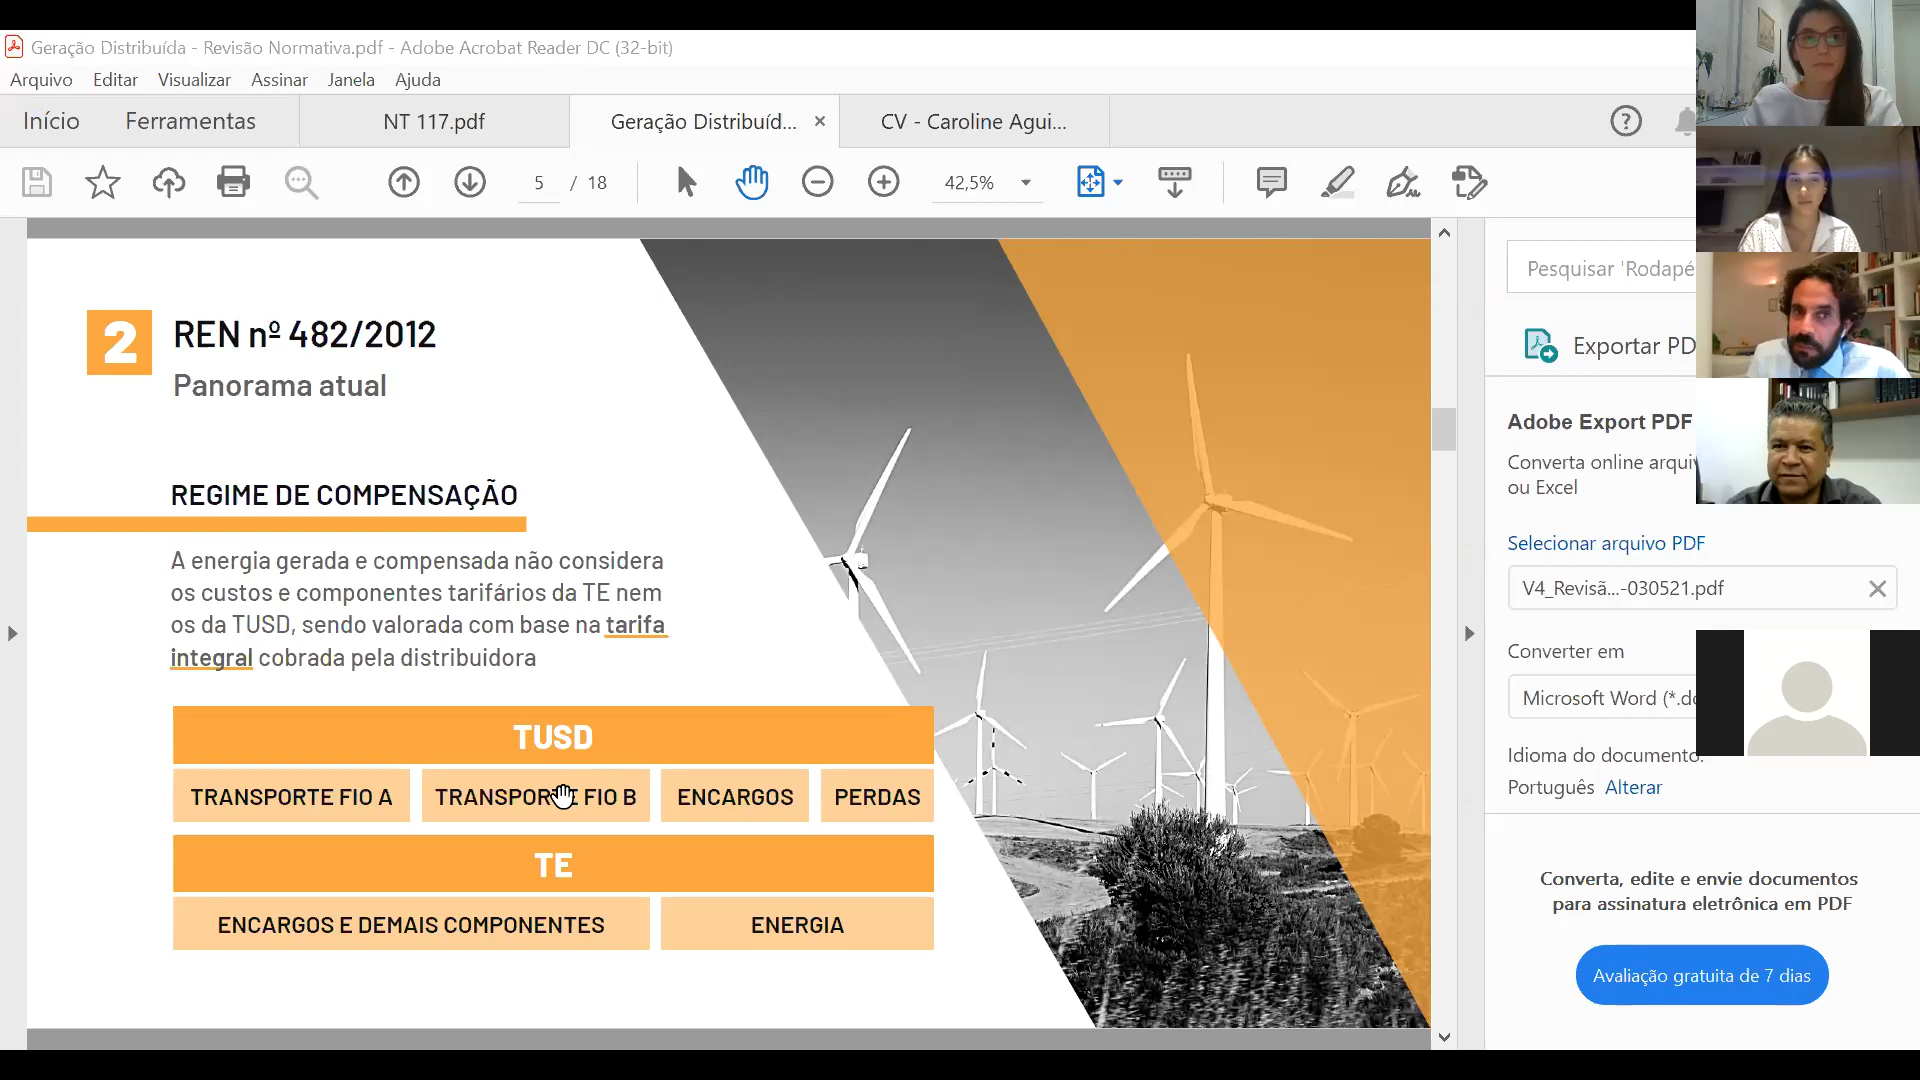 Geração Distribuída - Revisão Normativa.pdf - Adobe Acrobat Reader DC (32-bit)
Arquivo Editar Visualizar Assinar Janela Ajuda
Início Ferramentas NT 117.pdf Geração Distribuíd... × CV - Caroline Agui...
5 / 18 42,5%
2 REN nº 482/2012
Panorama atual
REGIME DE COMPENSAÇÃO
A energia gerada e compensada não considera
os custos e componentes tarifários da TE nem
os da TUSD, sendo valorada com base na tarifa
integral cobrada pela distribuidora
TUSD
TRANSPORTE FIO A TRANSPORTE FIO B ENCARGOS PERDAS
TE
ENCARGOS E DEMAIS COMPONENTES ENERGIA
Pesquisar 'Rodapé
Exportar PD
Adobe Export PDF
Converta online arqui
ou Excel
Selecionar arquivo PDF
V4_Revisã...-030521.pdf
Converter em
Microsoft Word (*.do
Idioma do documento:
Português Alterar
Converta, edite e envie documentos
para assinatura eletrônica em PDF
Avaliação gratuita de 7 dias